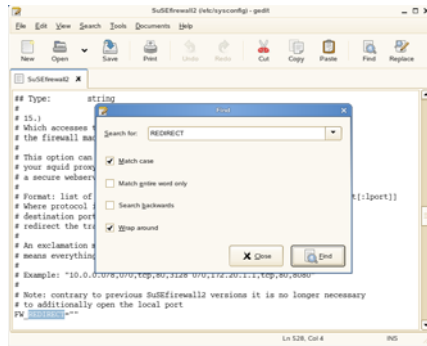 SuSEfirewall2 (/etc/sysconfig) - gedit
File Edit View Search Tools Documents Help
New Open Save Print Undo Redo Cut Copy Paste Find Replace
SuSEfirewall2
## Type: string
#
# 15.)
# Which accesses
# the firewall mac
#
# This option can
# your squid proxy
# a secure webserv
#
# Format: list of t[:lport]]
# Where protocol
# destination port
# redirect the tra
#
# An exclamation
# means everything
#
# Example: "10.0.0.0/8,0/0,tcp,80,3128 0/0,172.20.1.1,tcp,80,8080"
#
# Note: contrary to previous SuSEfirewall2 versions it is no longer necessary
# to additionally open the local port
FW_REDIRECT=""
Find
Search for: REDIRECT
Match case
Match entire word only
Search backwards
Wrap around
Close Find
Ln 528, Col 4 INS